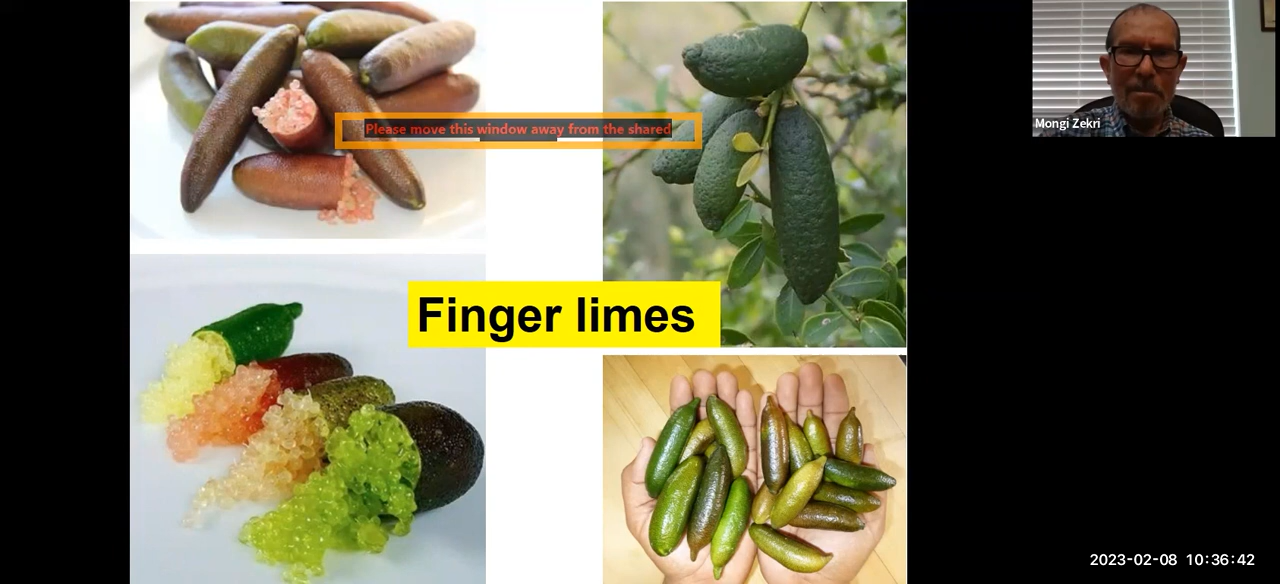 Please move this window away from the shared
Mongi Zekri
Finger limes
2023-02-08 10:36:42